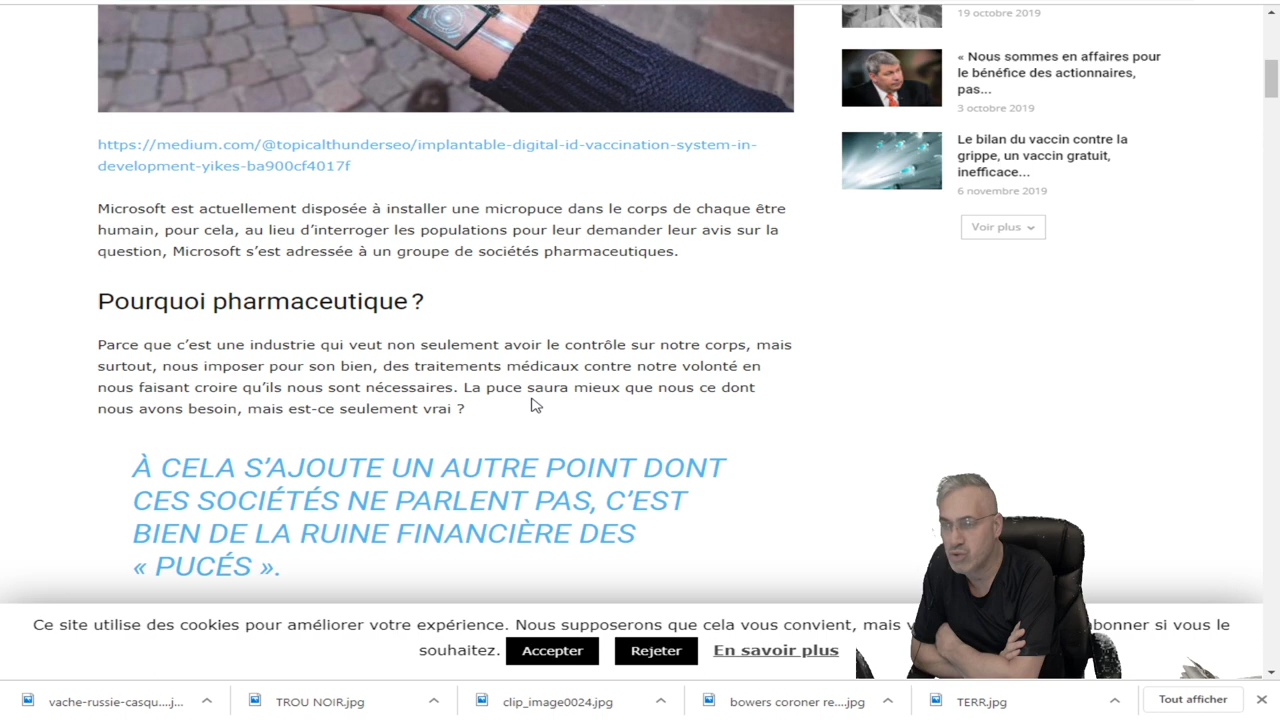 19 octobre 2019
« Nous sommes en affaires pour
le bénéfice des actionnaires,
pas...
3 octobre 2019
Le bilan du vaccin contre la
grippe, un vaccin gratuit,
inefficace...
6 novembre 2019
Voir plus
https://medium.com/@topicalthunderseo/implantable-digital-id-vaccination-system-in-
development-yikes-ba900cf4017f
Microsoft est actuellement disposée à installer une micropuce dans le corps de chaque être
humain, pour cela, au lieu d’interroger les populations pour leur demander leur avis sur la
question, Microsoft s’est adressée à un groupe de sociétés pharmaceutiques.
Pourquoi pharmaceutique ?
Parce que c’est une industrie qui veut non seulement avoir le contrôle sur notre corps, mais
surtout, nous imposer pour son bien, des traitements médicaux contre notre volonté en
nous faisant croire qu’ils nous sont nécessaires. La puce saura mieux que nous ce dont
nous avons besoin, mais est-ce seulement vrai ?
À CELA S’AJOUTE UN AUTRE POINT DONT
CES SOCIÉTÉS NE PARLENT PAS, C’EST
BIEN DE LA RUINE FINANCIÈRE DES
« PUCÉS ».
Ce site utilise des cookies pour améliorer votre expérience. Nous supposerons que cela vous convient, mais abonner si vous le
souhaitez. Accepter Rejeter En savoir plus
vache-russie-casqu....j... TROU NOIR.jpg clip_image0024.jpg bowers coroner re....jpg TERR.jpg Tout afficher